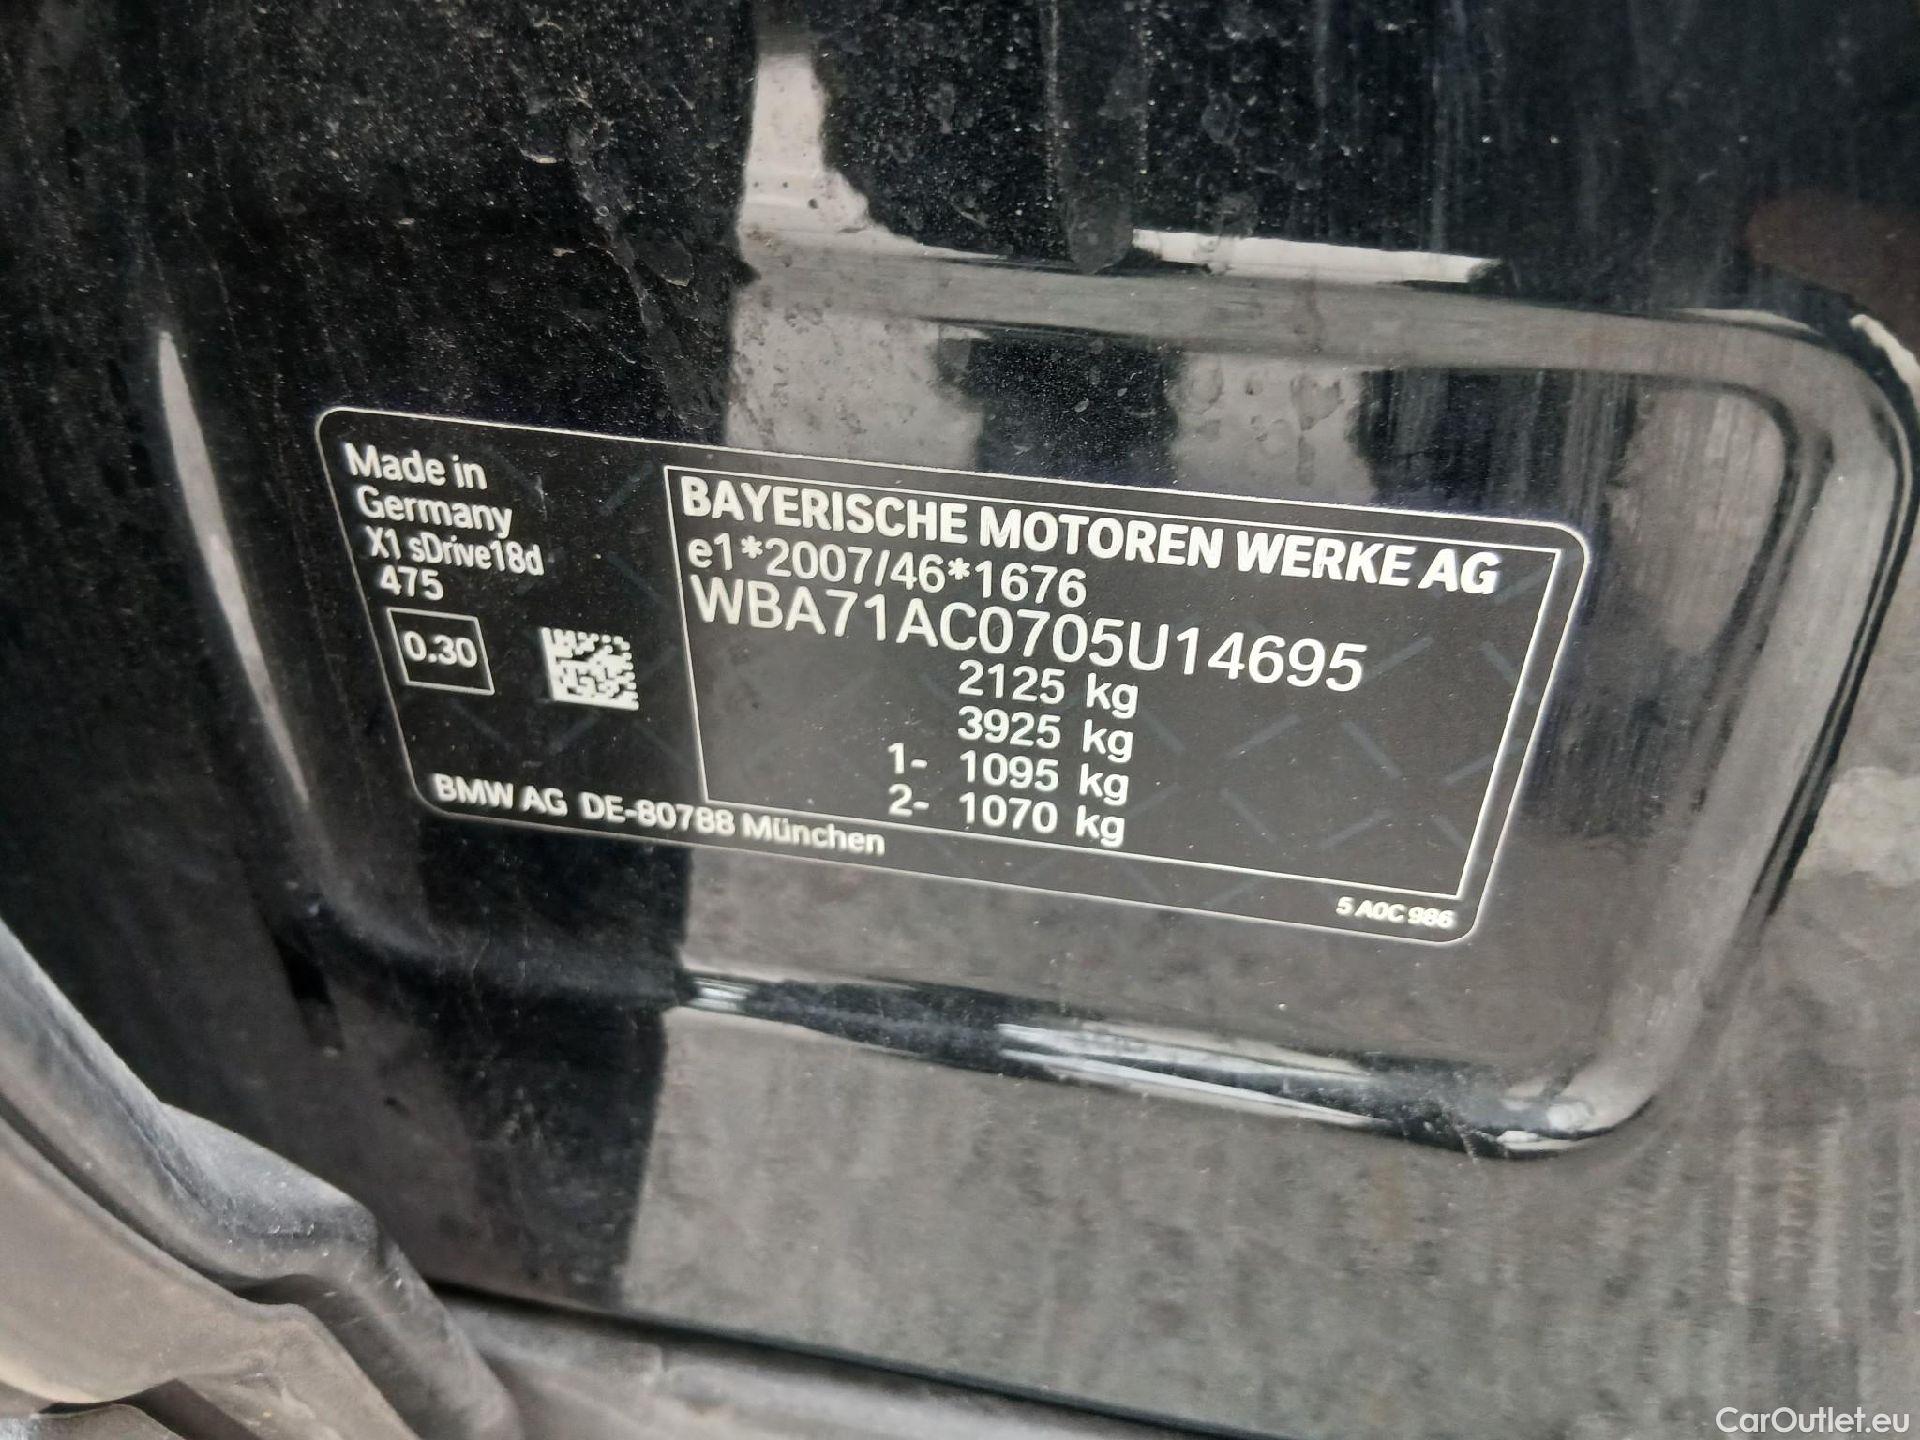 Made in
Germany
X1 sDrive18d
475
0.30
BAYERISCHE MOTOREN WERKE AG
e1*2007/46*1676
WBA71AC0705U14695
2125 kg
3925 kg
1- 1095 kg
2- 1070 kg
BMW AG DE-80788 München
5 A0C 986
CarOutlet.eu